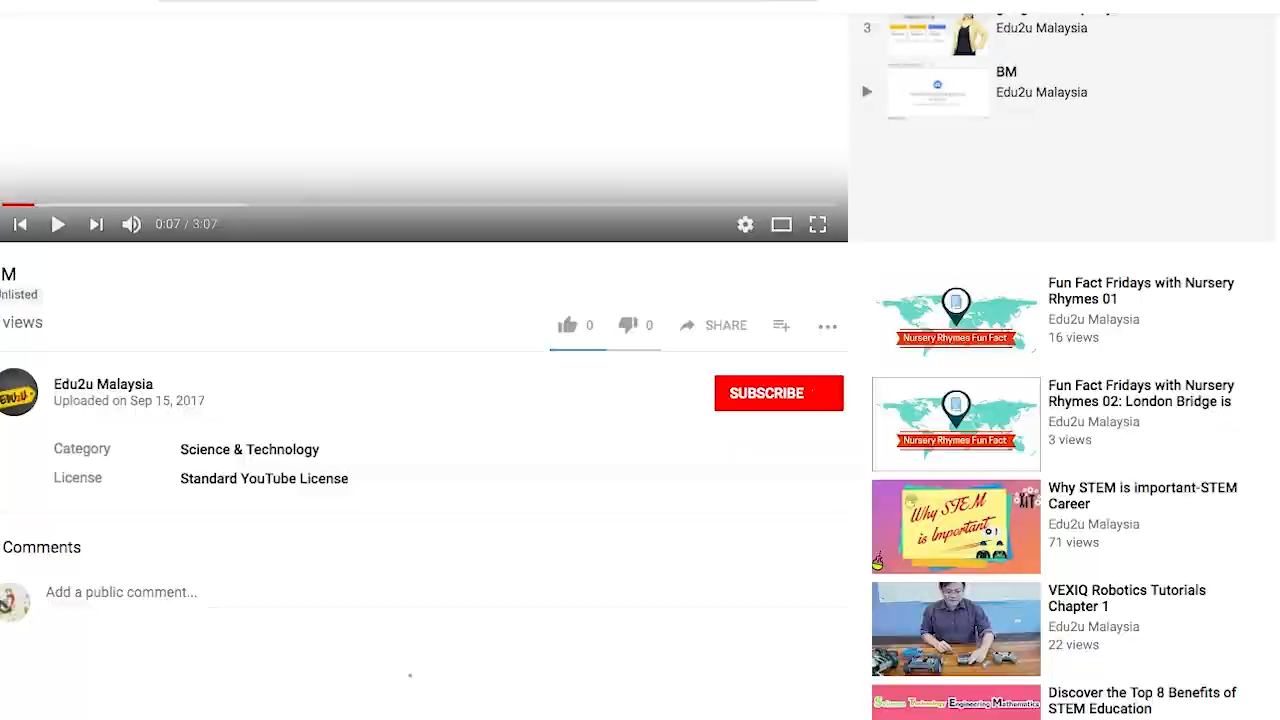 3
Edu2u Malaysia
BM
Edu2u Malaysia
0:07 / 3:07
M
nlisted
views
0
0
SHARE
Edu2u Malaysia
Uploaded on Sep 15, 2017
SUBSCRIBE
Category
Science & Technology
License
Standard YouTube License
Comments
Add a public comment...
Fun Fact Fridays with Nursery
Rhymes 01
Edu2u Malaysia
16 views
Nursery Rhymes Fun Fact
Fun Fact Fridays with Nursery
Rhymes 02: London Bridge is
Edu2u Malaysia
3 views
Nursery Rhymes Fun Fact
Why STEM is important-STEM
Career
Edu2u Malaysia
71 views
Why STEM
is Important
VEXIQ Robotics Tutorials
Chapter 1
Edu2u Malaysia
22 views
Discover the Top 8 Benefits of
STEM Education
Science Technology Engineering Mathematics
EDU2U